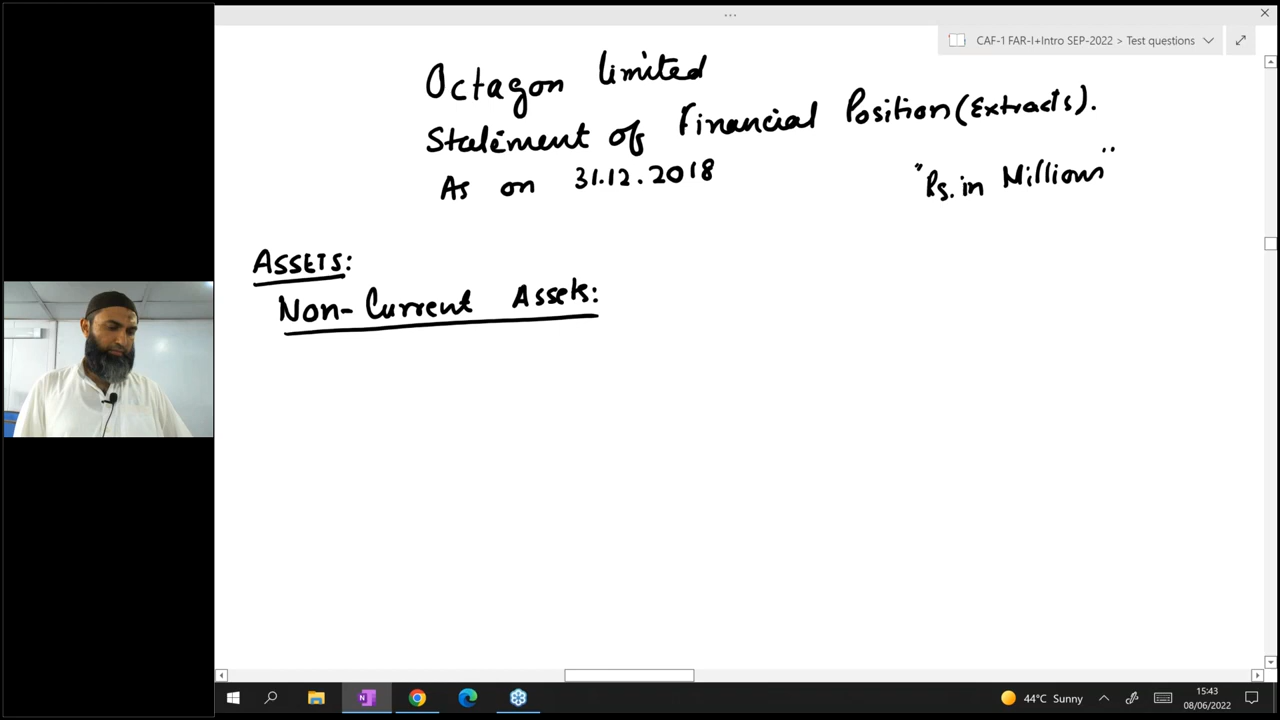 CAF-1 FAR-I+Intro SEP-2022 > Test questions
Octagon limited
Statement of Financial Position (Extracts).
As on 31.12.2018
"Rs. in Millions"
ASSETS:
Non-Current Assets:
44°C Sunny
15:43
08/06/2022